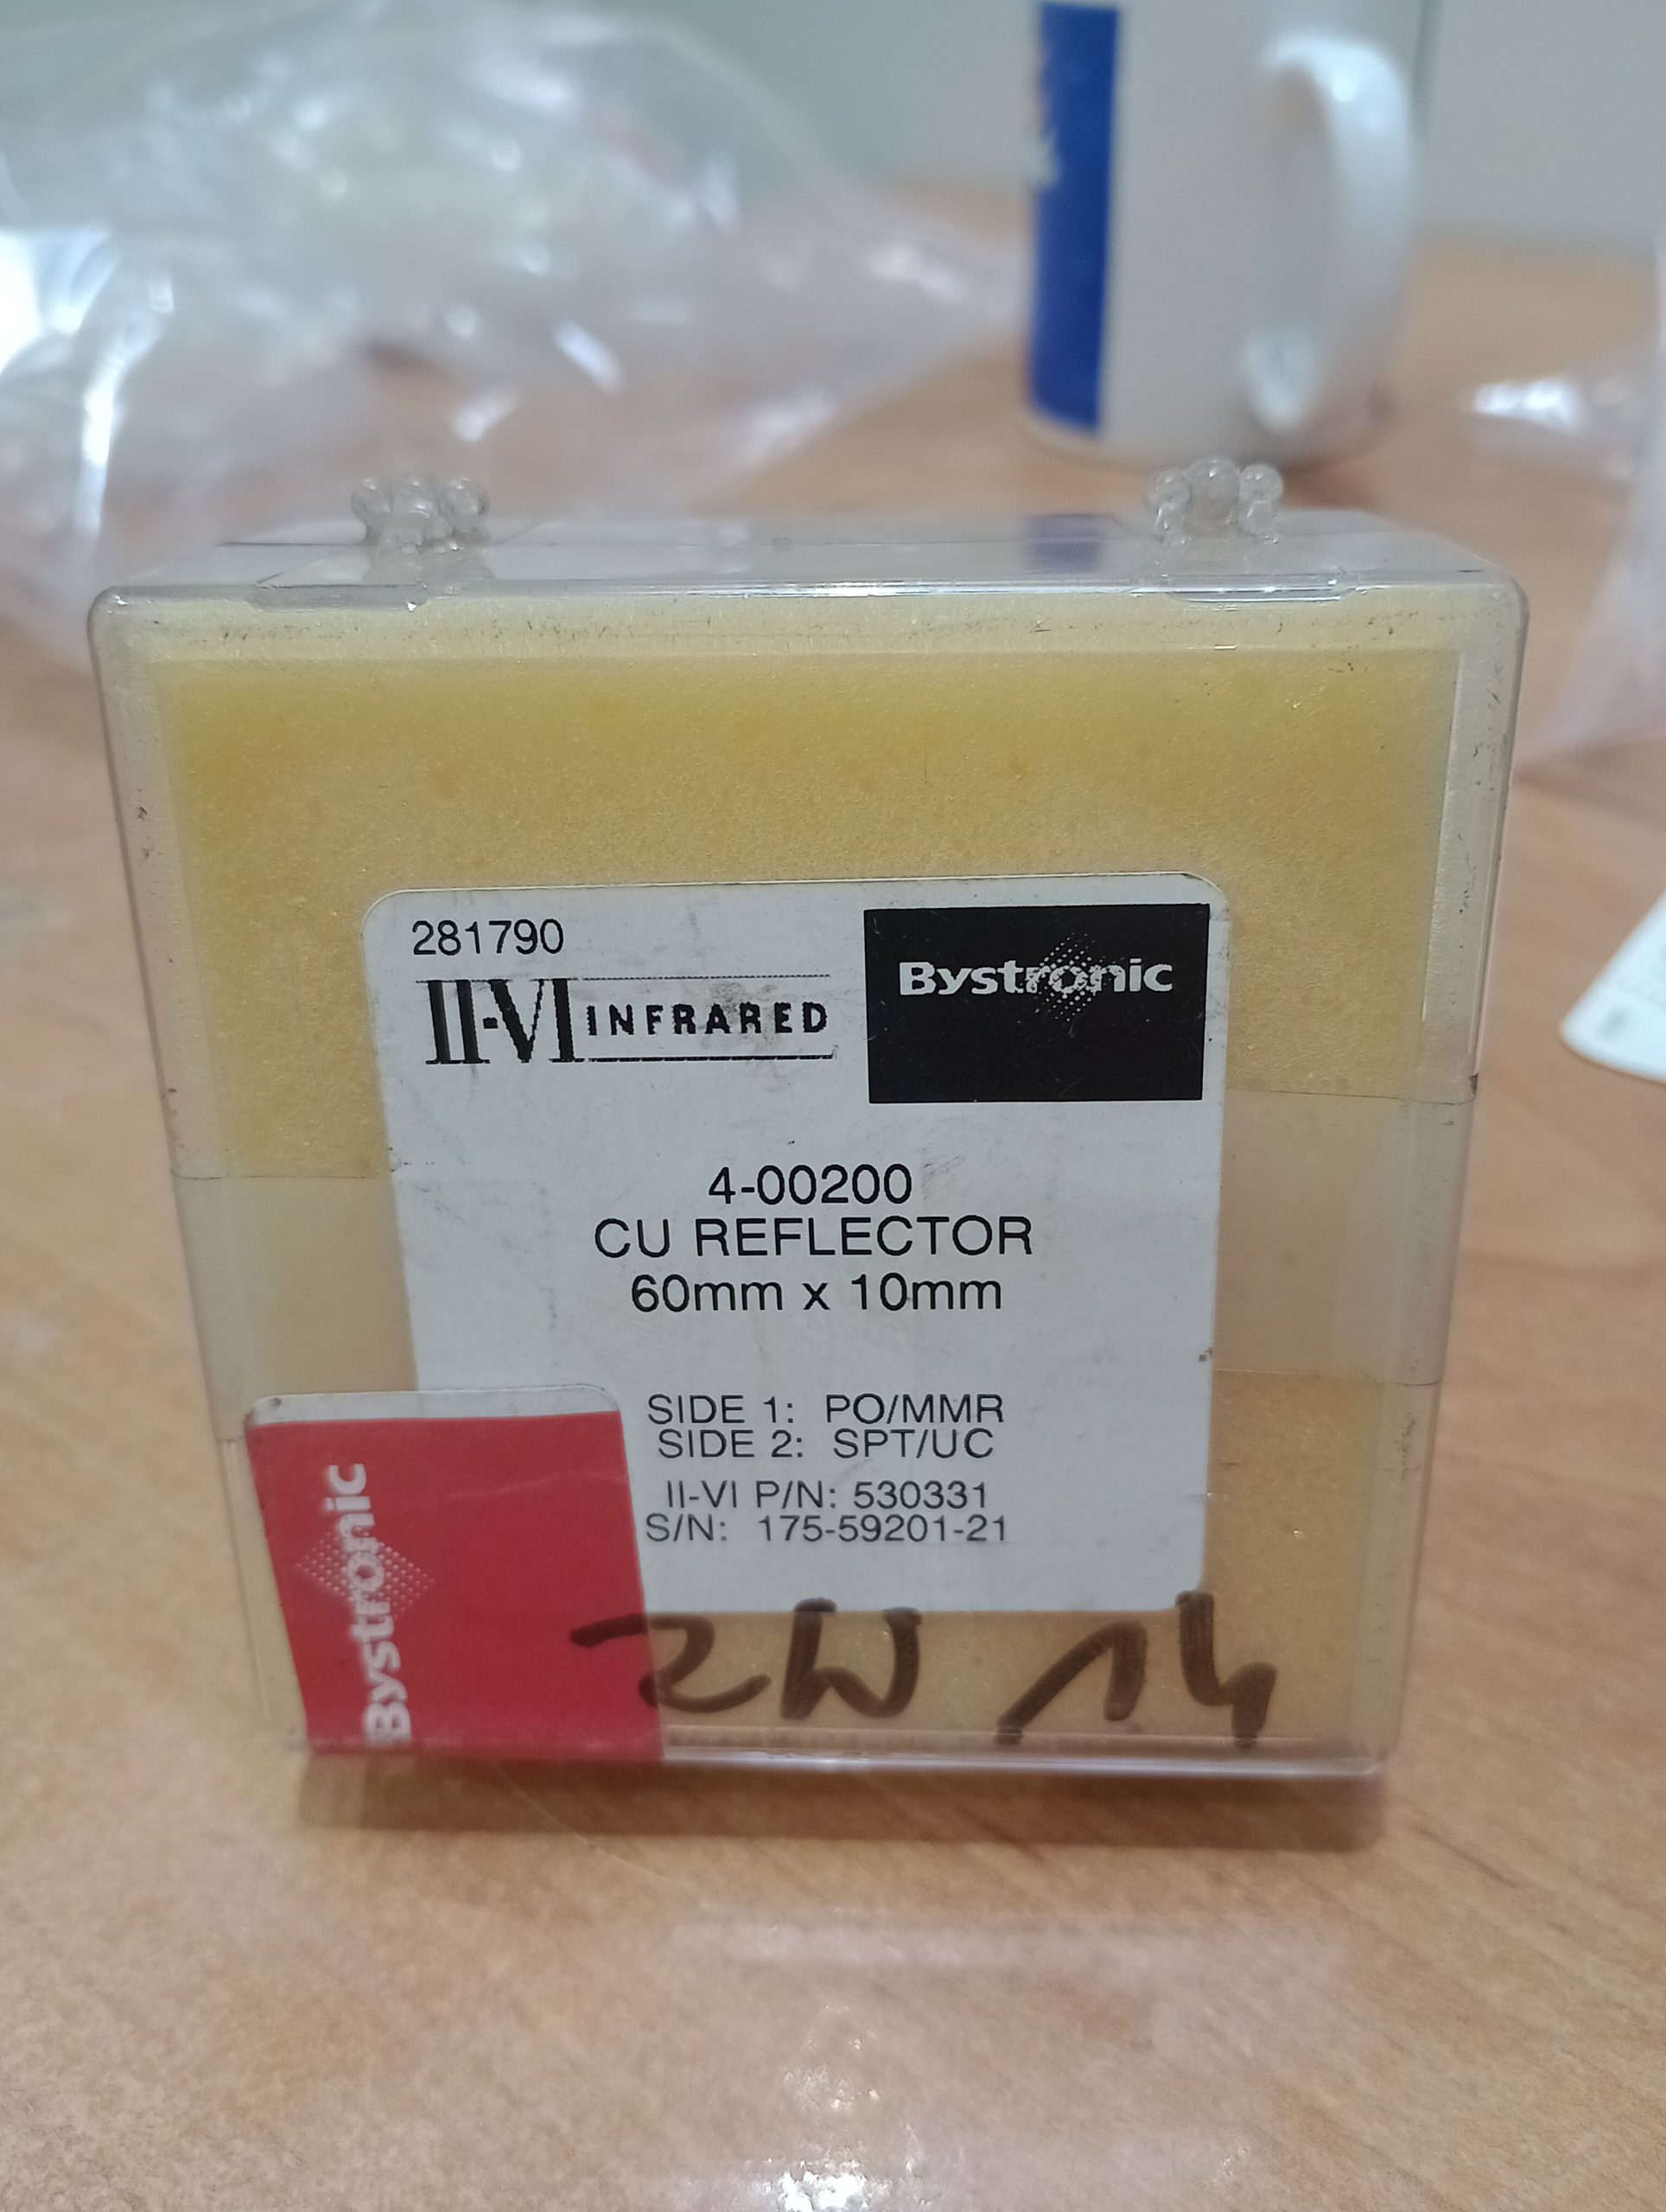 281790
II-VI INFRARED
Bystronic
4-00200
CU REFLECTOR
60mm x 10mm
SIDE 1: PO/MMR
SIDE 2: SPT/UC
II-VI P/N: 530331
S/N: 175-59201-21
Bystronic
ZW 14